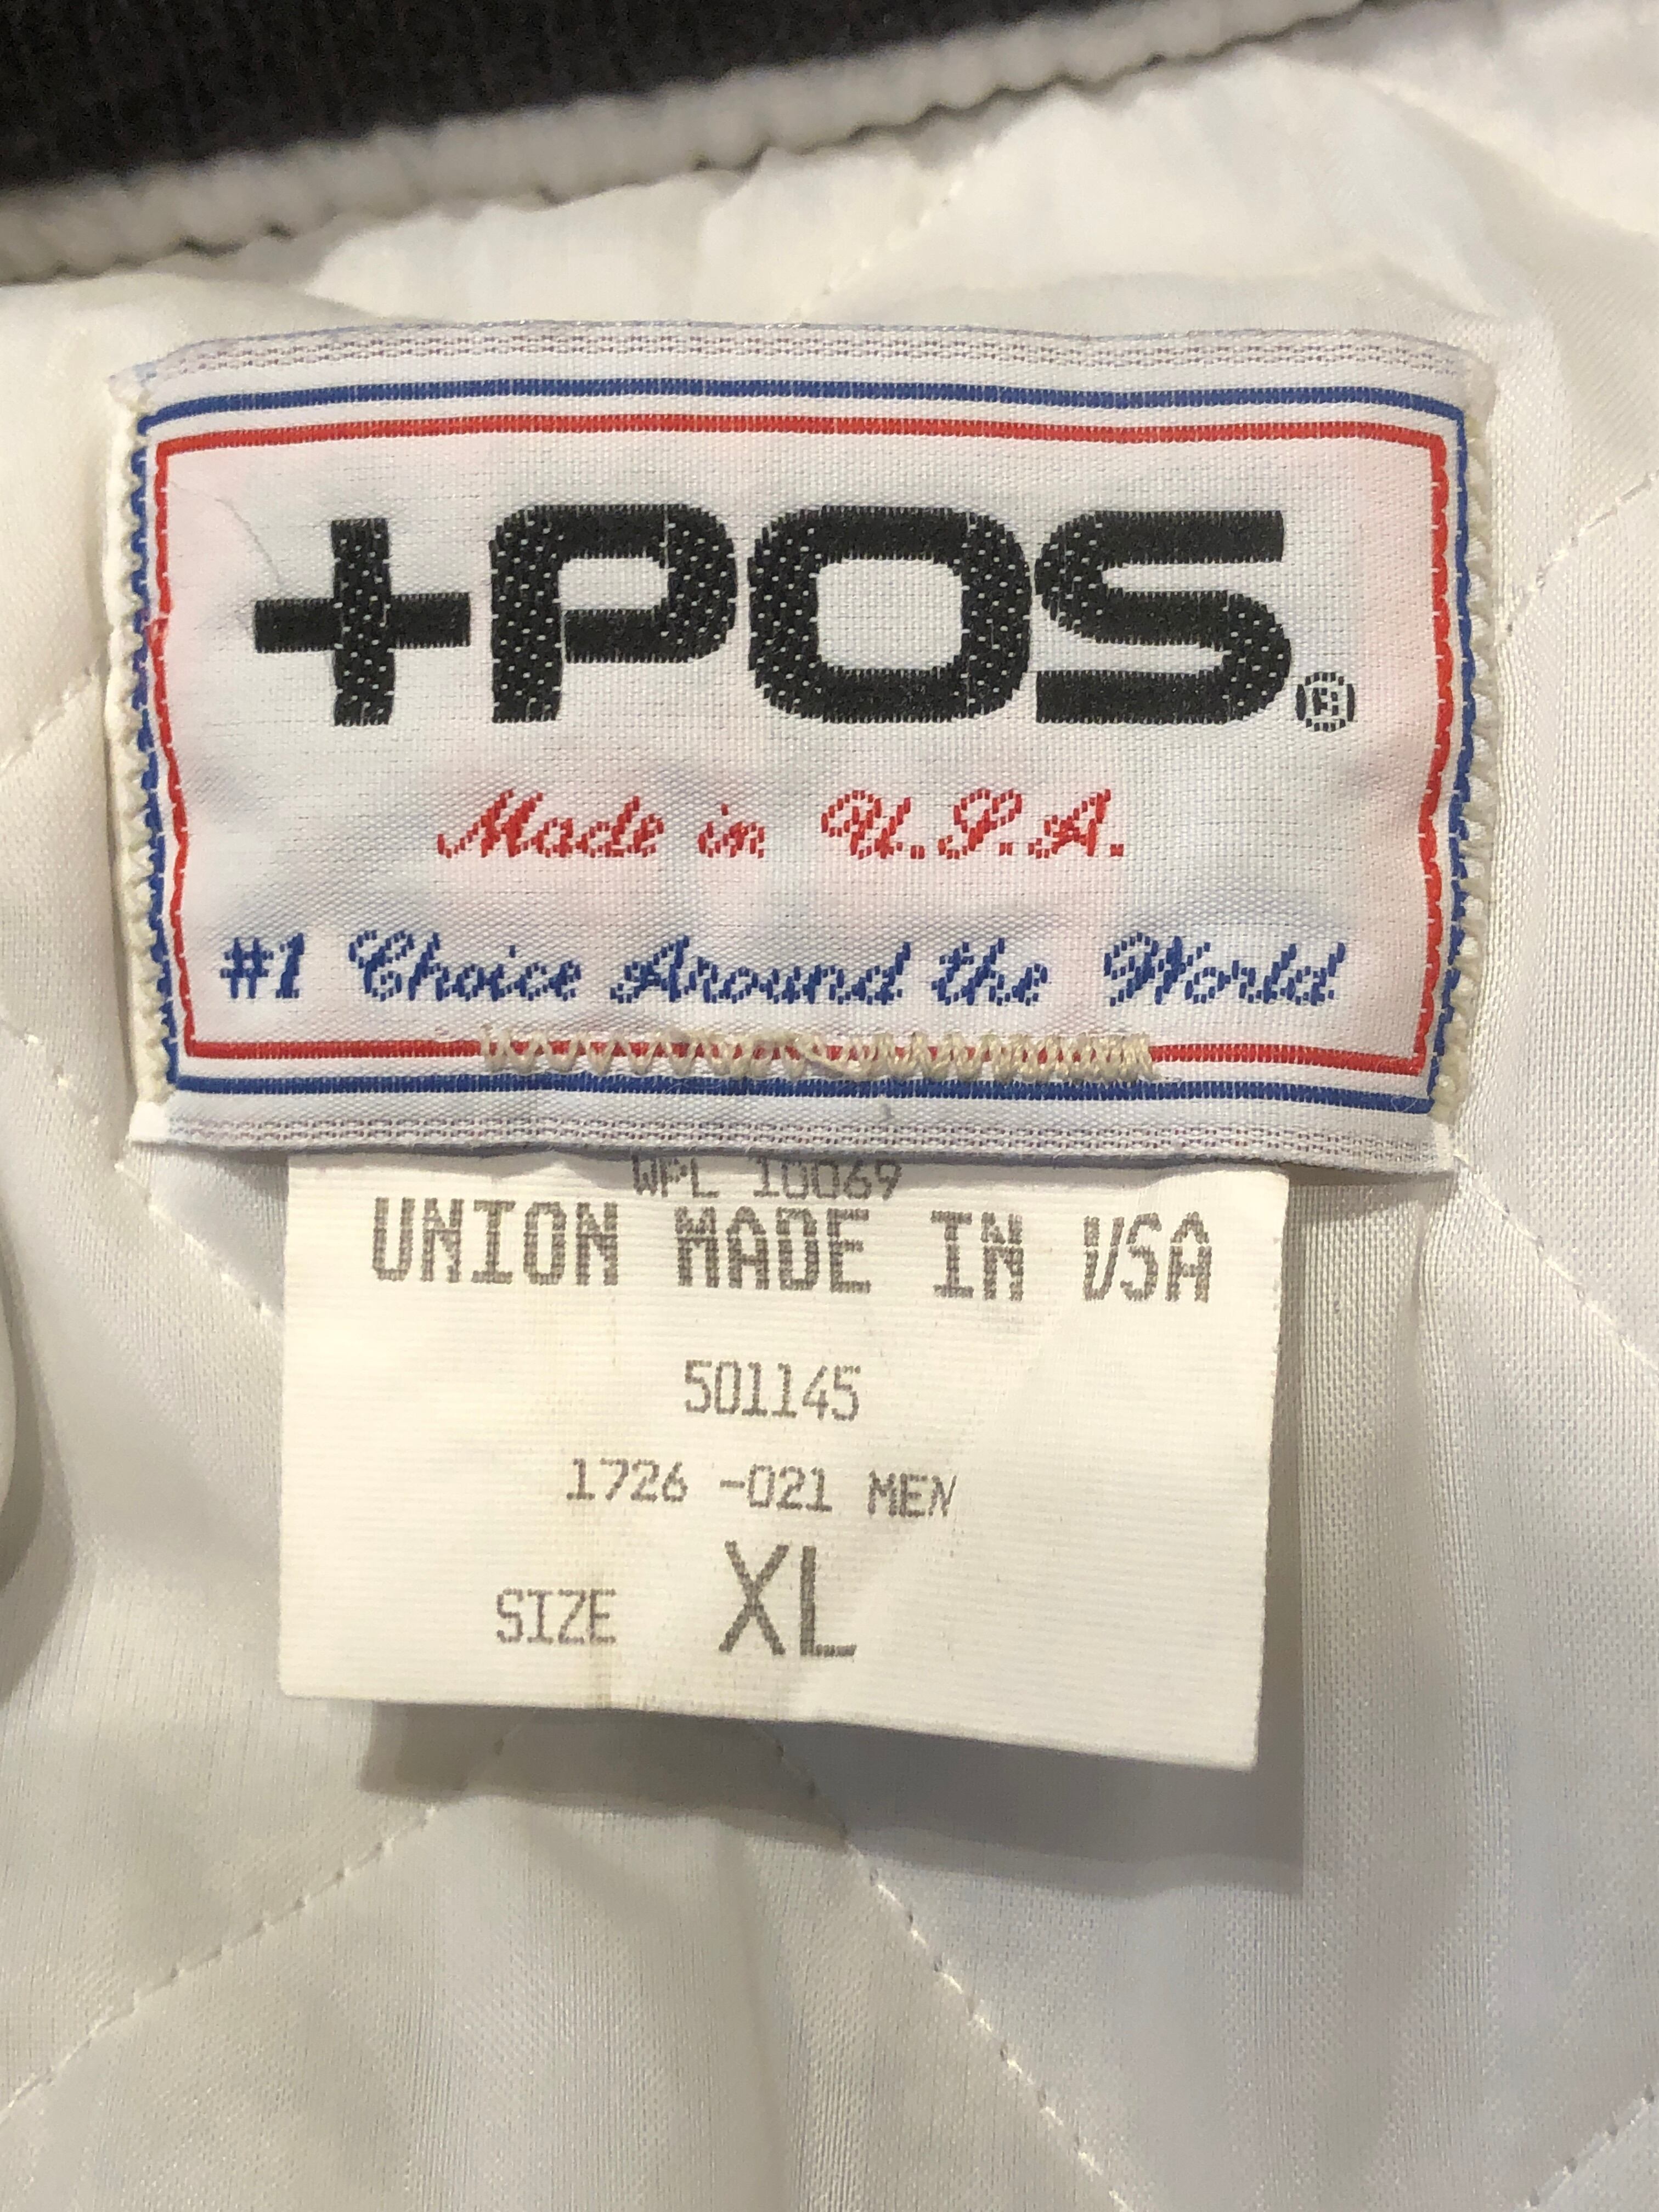 +POS®
Made in U.S.A.
#1 Choice Around the World
WPL 10069
UNION MADE IN USA
501145
1726 -021 MEN
SIZE XL